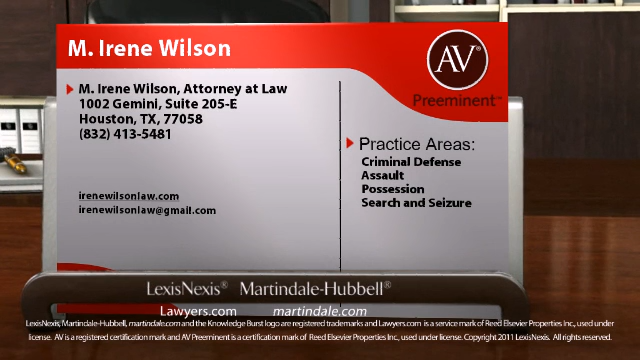 M. Irene Wilson
AV®
Preeminent™
M. Irene Wilson, Attorney at Law
1002 Gemini, Suite 205-E
Houston, TX, 77058
(832) 413-5481
irenewilsonlaw.com
irenewilsonlaw@gmail.com
Practice Areas:
Criminal Defense
Assault
Possession
Search and Seizure
LexisNexis® Martindale-Hubbell®
Lawyers.com martindale.com
LexisNexis, Martindale-Hubbell, martindale.com and the Knowledge Burst logo are registered trademarks and Lawyers.com is a service mark of Reed Elsevier Properties Inc., used under
license. AV is a registered certification mark and AV Preeminent is a certification mark of Reed Elsevier Properties Inc., used under license. Copyright 2011 LexisNexis. All rights reserved.